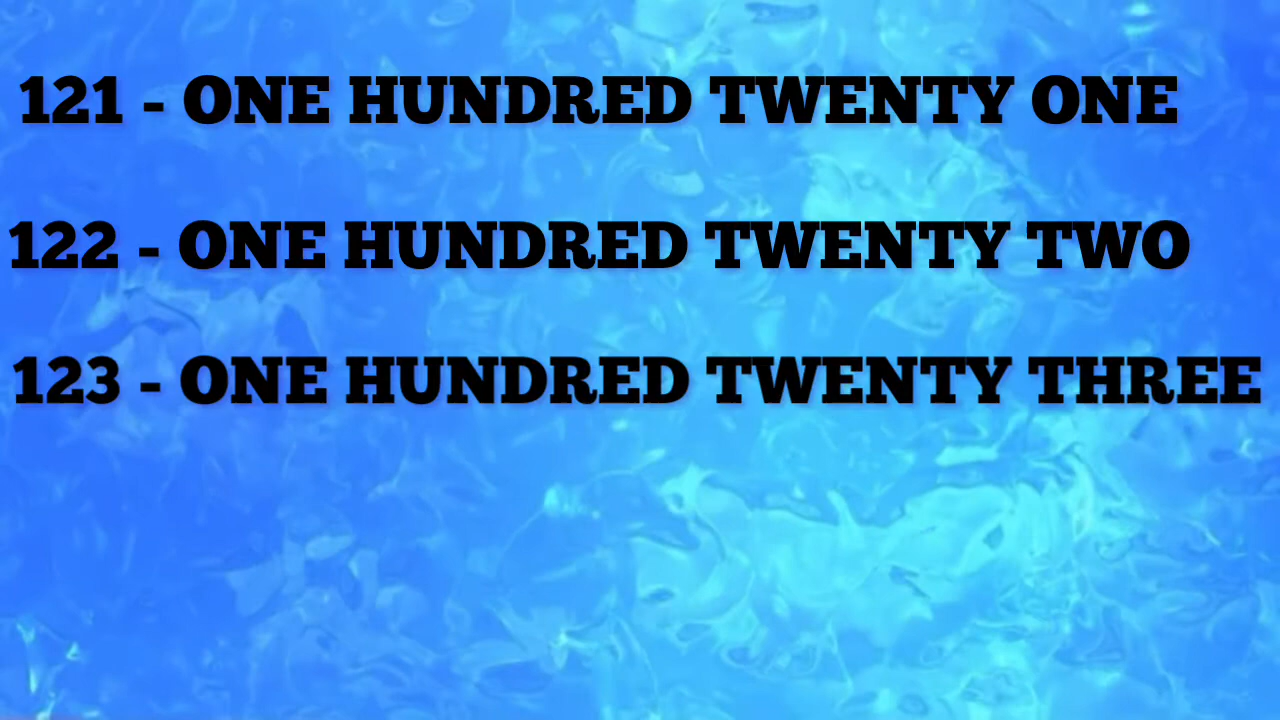 121 - ONE HUNDRED TWENTY ONE
122 - ONE HUNDRED TWENTY TWO
123 - ONE HUNDRED TWENTY THREE